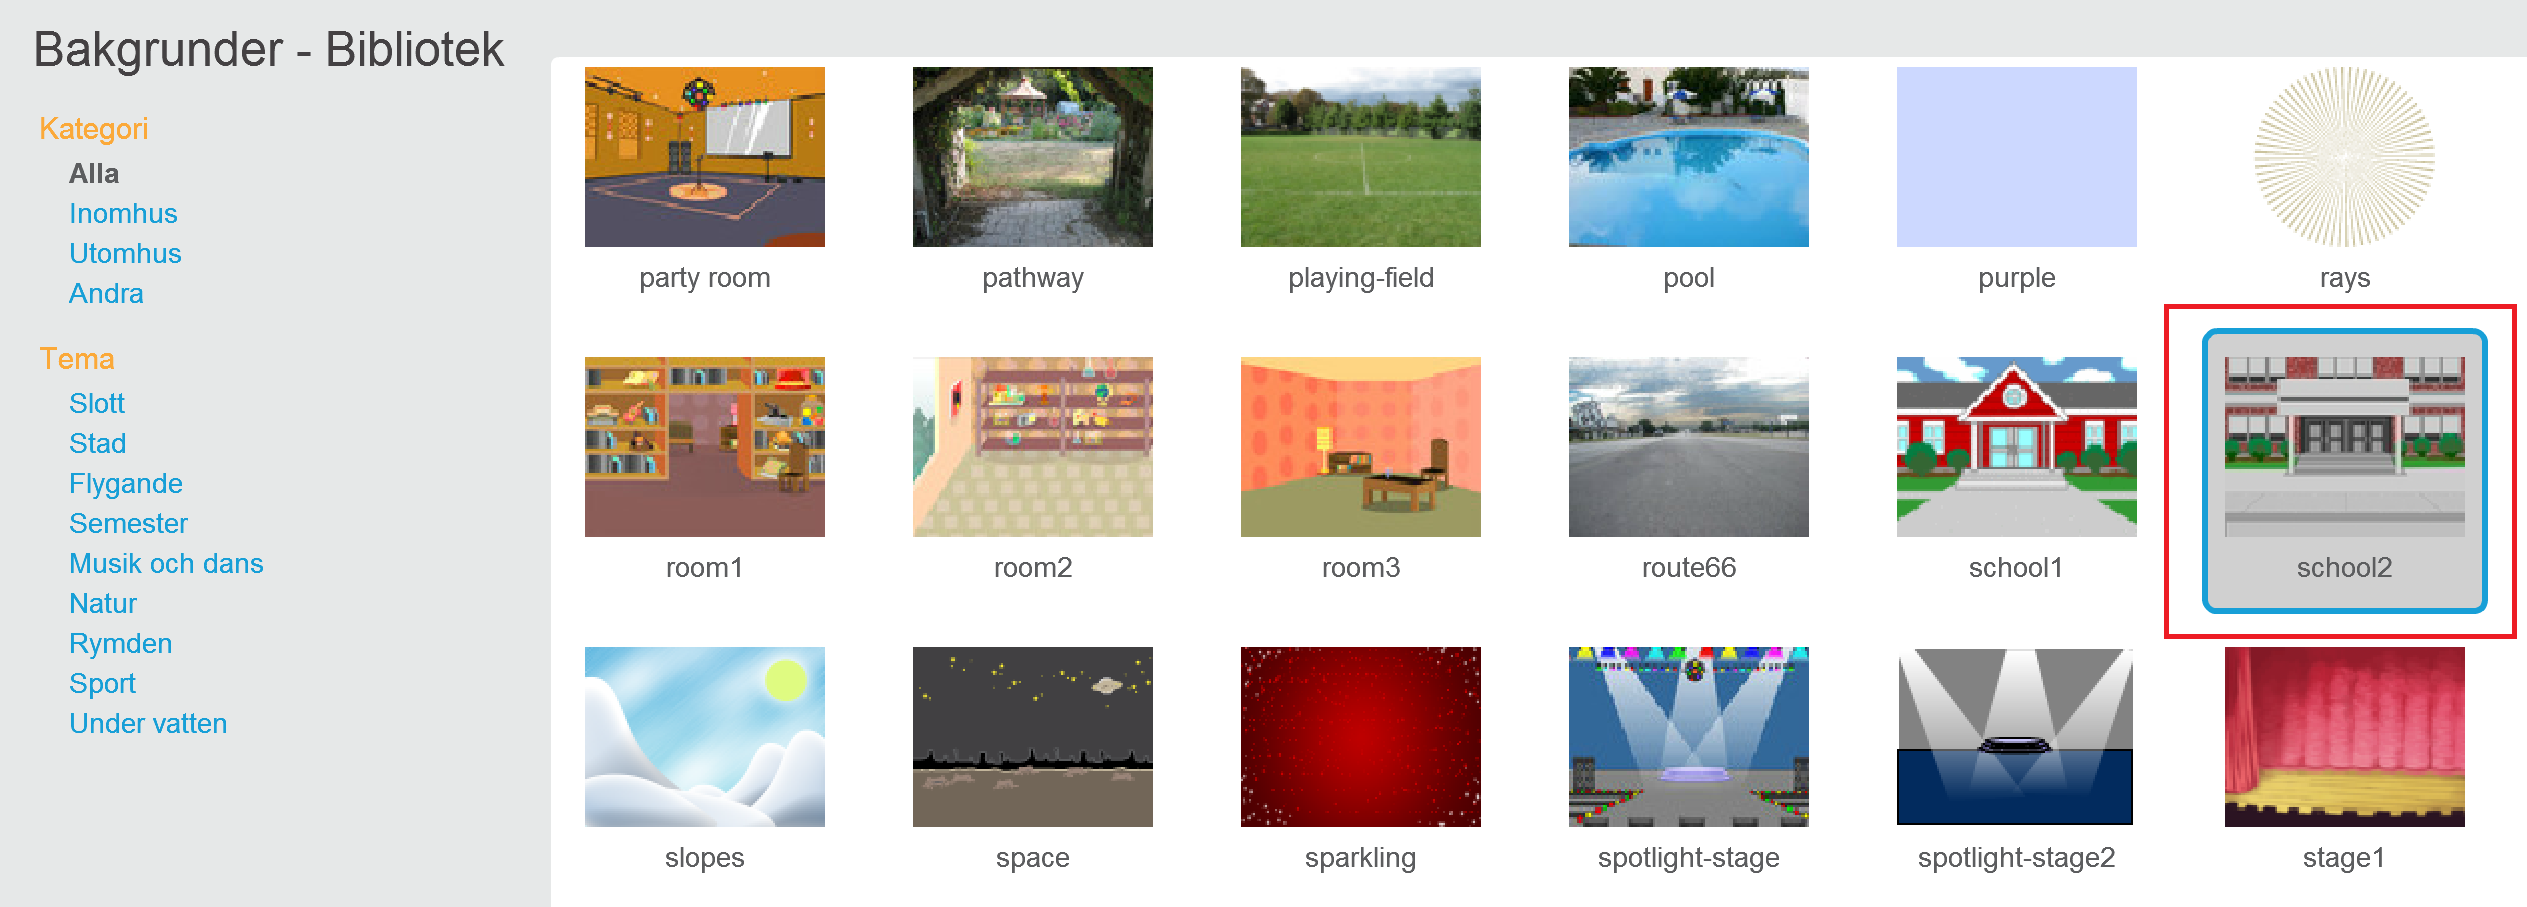 Bakgrunder - Bibliotek
Kategori
Alla
Inomhus
Utomhus
Andra
Tema
Slott
Stad
Flygande
Semester
Musik och dans
Natur
Rymden
Sport
Under vatten
party room
pathway
playing-field
pool
purple
rays
room1
room2
room3
route66
school1
school2
slopes
space
sparkling
spotlight-stage
spotlight-stage2
stage1